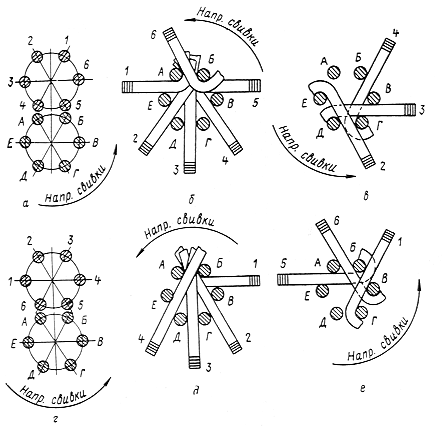 2 1
3 6
4 5
А Б
Е В
Д Г
а
Напр. свивки
Напр. свивки
6
А Б
1 5
Е В
2 Д Г 4
3
б
4
А Б
Е В
3
Д Г
2
Напр. свивки
в
2 3
1 4
6 5
А Б
Е В
Д Г
Напр. свивки
г
Напр. свивки
А Б 1
Е В
Д Г
4 2
3
д
6 1
А Б
5
Е В
Д Г
Напр. свивки
е